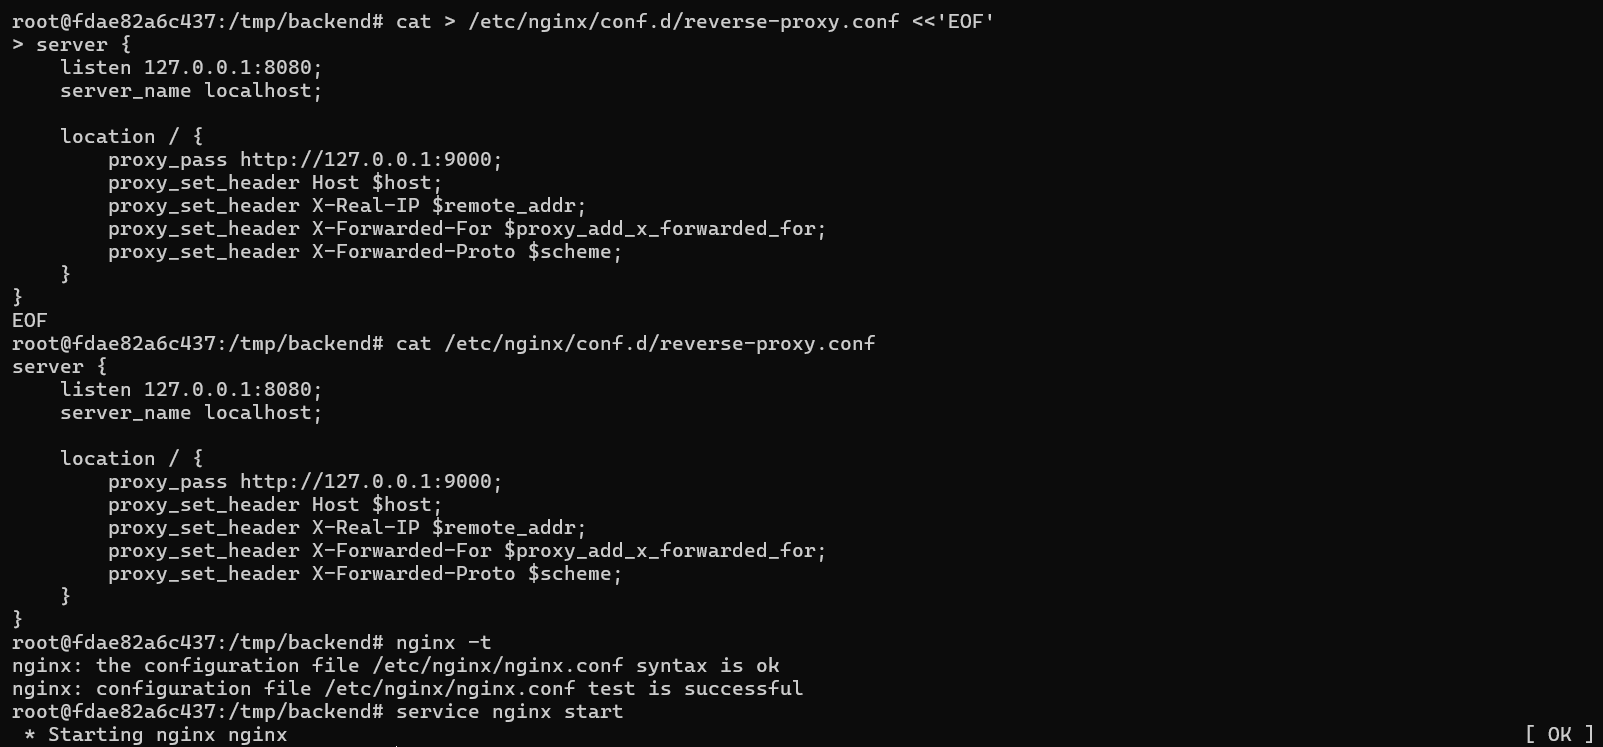 root@fdae82a6c437:/tmp/backend# cat > /etc/nginx/conf.d/reverse-proxy.conf <<'EOF'
> server {
    listen 127.0.0.1:8080;
    server_name localhost;

    location / {
        proxy_pass http://127.0.0.1:9000;
        proxy_set_header Host $host;
        proxy_set_header X-Real-IP $remote_addr;
        proxy_set_header X-Forwarded-For $proxy_add_x_forwarded_for;
        proxy_set_header X-Forwarded-Proto $scheme;
    }
}
EOF
root@fdae82a6c437:/tmp/backend# cat /etc/nginx/conf.d/reverse-proxy.conf
server {
    listen 127.0.0.1:8080;
    server_name localhost;

    location / {
        proxy_pass http://127.0.0.1:9000;
        proxy_set_header Host $host;
        proxy_set_header X-Real-IP $remote_addr;
        proxy_set_header X-Forwarded-For $proxy_add_x_forwarded_for;
        proxy_set_header X-Forwarded-Proto $scheme;
    }
}
root@fdae82a6c437:/tmp/backend# nginx -t
nginx: the configuration file /etc/nginx/nginx.conf syntax is ok
nginx: configuration file /etc/nginx/nginx.conf test is successful
root@fdae82a6c437:/tmp/backend# service nginx start
 * Starting nginx nginx [ OK ]